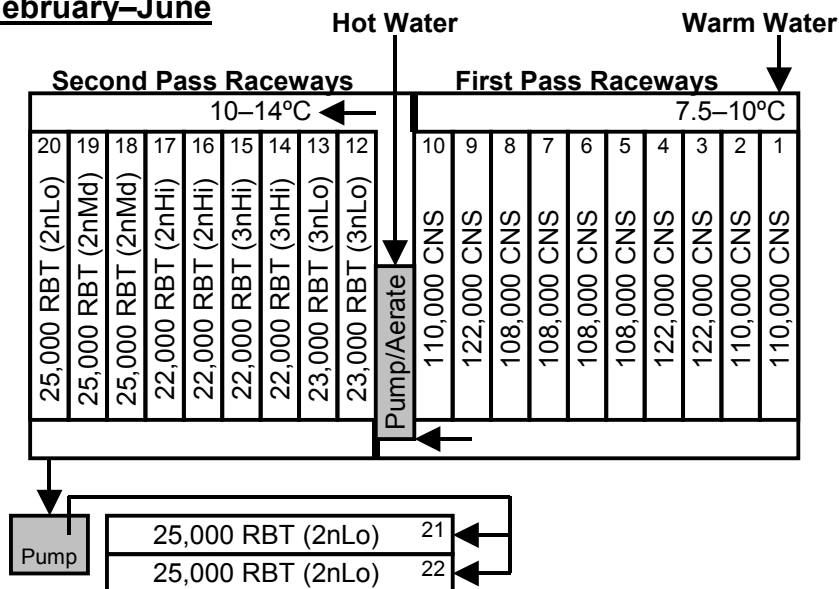 ebruary–June
Hot Water
Warm Water
Second Pass Raceways
First Pass Raceways
10–14ºC
7.5–10ºC
20 19 18 17 16 15 14 13 12
10 9 8 7 6 5 4 3 2 1
25,000 RBT (2nLo)
25,000 RBT (2nMd)
25,000 RBT (2nMd)
22,000 RBT (2nHi)
22,000 RBT (2nHi)
22,000 RBT (3nHi)
22,000 RBT (3nHi)
23,000 RBT (3nLo)
23,000 RBT (3nLo)
Pump/Aerate
110,000 CNS
122,000 CNS
108,000 CNS
108,000 CNS
108,000 CNS
108,000 CNS
122,000 CNS
122,000 CNS
110,000 CNS
110,000 CNS
Pump
25,000 RBT (2nLo) 21
25,000 RBT (2nLo) 22